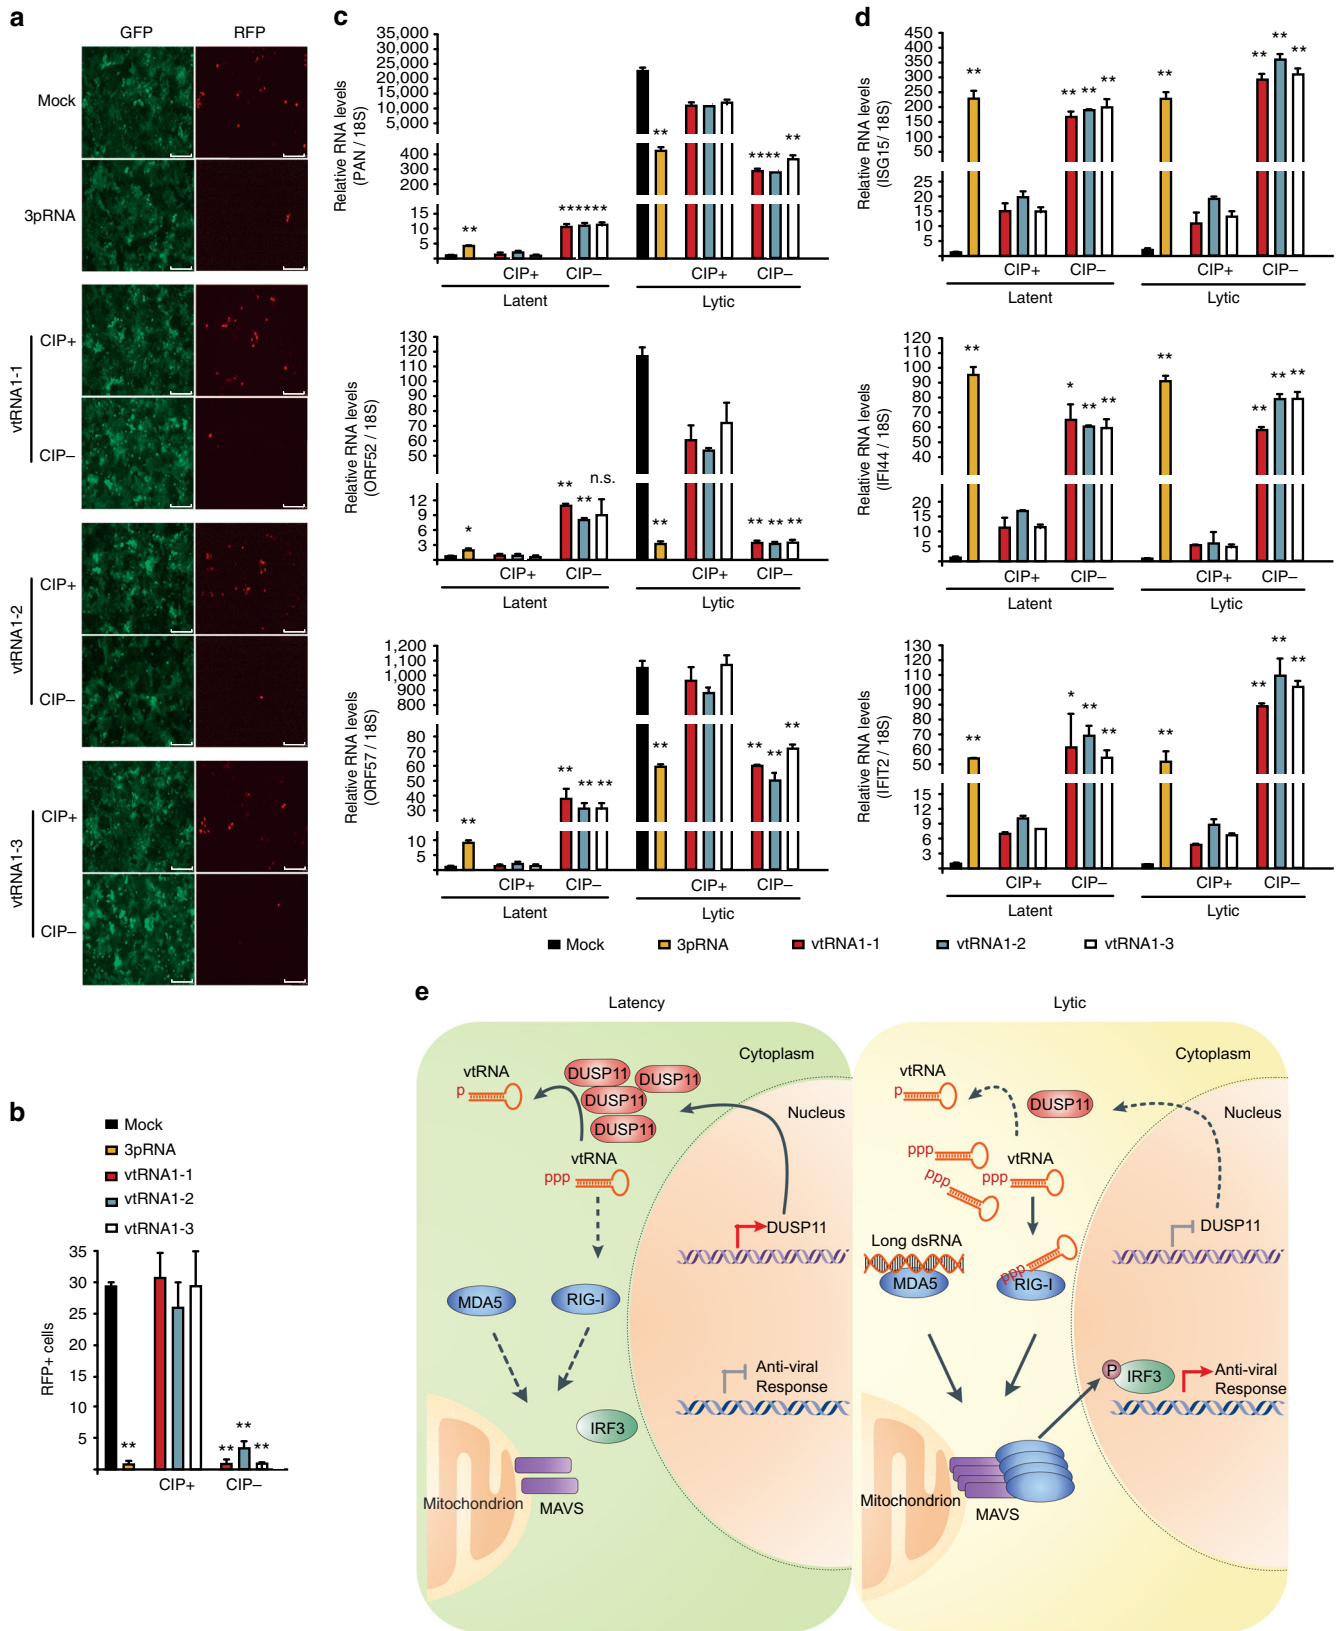 a
GFP RFP
Mock
3pRNA
vtRNA1-1
CIP+
CIP–
vtRNA1-2
CIP+
CIP–
vtRNA1-3
CIP+
CIP–
b
Mock
3pRNA
vtRNA1-1
vtRNA1-2
vtRNA1-3
RFP+ cells
35
30
25
20
15
10
5
**
** ** **
CIP+ CIP–
c
Relative RNA levels
(PAN / 18S)
35,000
30,000
25,000
20,000
15,000
10,000
5,000
400
300
200
15
10
5
**
******
**
****
**
CIP+ CIP– CIP+ CIP–
Latent Lytic
Relative RNA levels
(ORF52 / 18S)
130
120
110
100
90
80
70
60
50
12
9
6
3
*
** ** n.s.
**
** ** **
CIP+ CIP– CIP+ CIP–
Latent Lytic
Relative RNA levels
(ORF57 / 18S)
1,200
1,100
1,000
900
800
80
70
60
50
40
30
10
5
**
** ** **
**
** ** **
CIP+ CIP– CIP+ CIP–
Latent Lytic
d
Relative RNA levels
(ISG15/ 18S)
450
400
350
300
250
200
150
100
50
25
20
15
10
5
**
** ** **
**
** ** **
CIP+ CIP– CIP+ CIP–
Latent Lytic
Relative RNA levels
(IFI44 / 18S)
120
110
100
90
80
70
60
50
40
20
15
10
5
**
* ** **
**
** ** **
CIP+ CIP– CIP+ CIP–
Latent Lytic
Relative RNA levels
(IFIT2 / 18S)
130
120
110
100
90
80
70
60
50
15
12
9
6
3
**
* ** **
**
** ** **
CIP+ CIP– CIP+ CIP–
Latent Lytic
Mock 3pRNA vtRNA1-1 vtRNA1-2 vtRNA1-3
e
Latency
Cytoplasm
Nucleus
vtRNA
p
DUSP11
DUSP11
DUSP11
DUSP11
vtRNA
ppp
DUSP11
MDA5
RIG-I
Anti-viral
Response
IRF3
Mitochondrion
MAVS
Lytic
Cytoplasm
Nucleus
vtRNA
p
DUSP11
ppp
vtRNA
ppp
ppp
DUSP11
Long dsRNA
MDA5
ppp
RIG-I
P
IRF3
Anti-viral
Response
Mitochondrion
MAVS